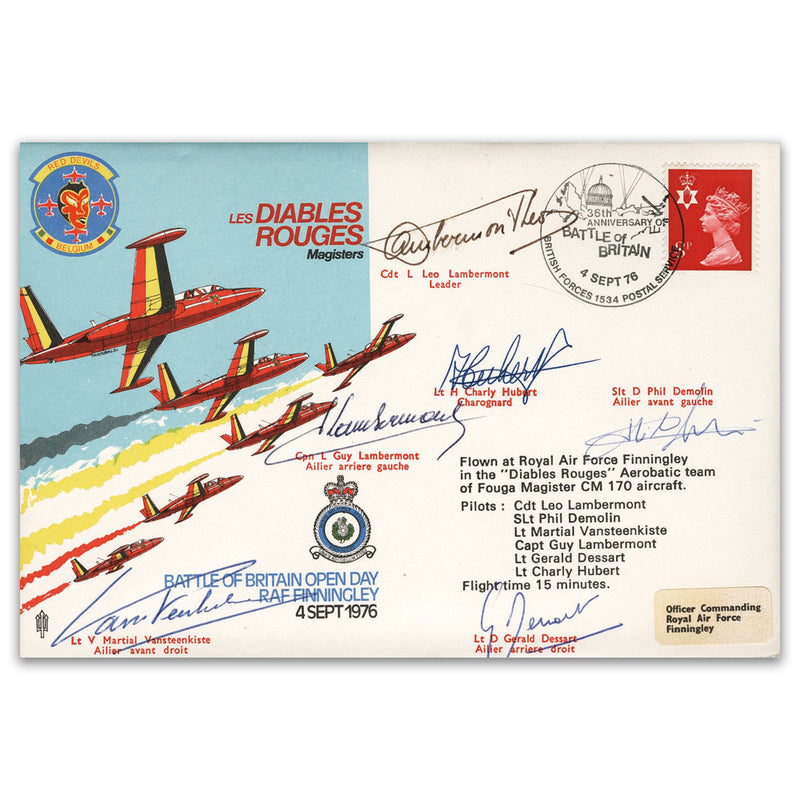 RED DEVILS
BELGIUM
LES DIABLES
ROUGES
Magisters
Cdt L Leo Lambermont
Leader
36th
ANNIVERSARY OF
BATTLE of
BRITAIN
4 SEPT 76
BRITISH FORCES 1534 POSTAL SERVICE
P
Lt H Charly Hubert
Charognard
Slt D Phil Demolin
Ailier avant gauche
Cpn L Guy Lambermont
Ailier arriere gauche
Flown at Royal Air Force Finningley
in the "Diables Rouges" Aerobatic team
of Fouga Magister CM 170 aircraft.
Pilots : Cdt Leo Lambermont
SLt Phil Demolin
Lt Martial Vansteenkiste
Capt Guy Lambermont
Lt Gerald Dessart
Lt Charly Hubert
Flight time 15 minutes.
BATTLE OF BRITAIN OPEN DAY
RAF FINNINGLEY
4 SEPT 1976
Lt V Martial Vansteenkiste
Ailier avant droit
Lt D Gerald Dessart
Ailier arriere droit
Officer Commanding
Royal Air Force
Finningley